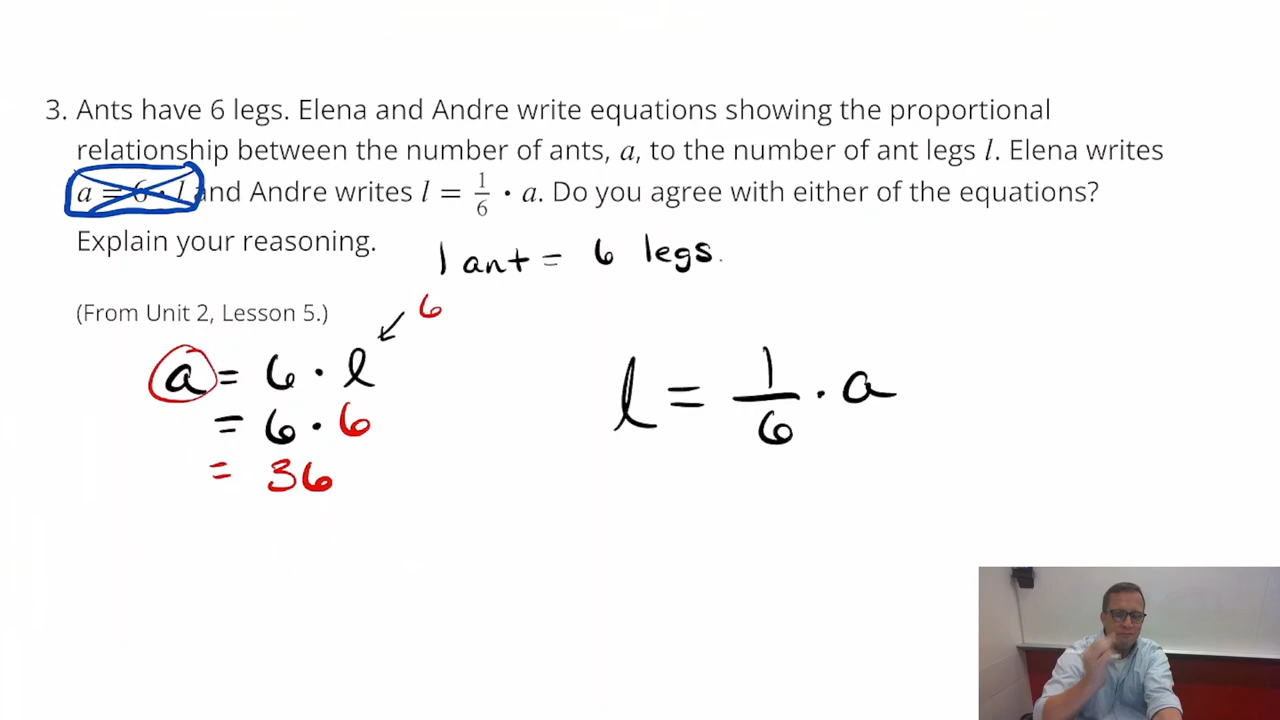 3. Ants have 6 legs. Elena and Andre write equations showing the proportional
relationship between the number of ants, a, to the number of ant legs l. Elena writes
a = 6 · l and Andre writes l = 1/6 · a. Do you agree with either of the equations?
Explain your reasoning.
1 ant = 6 legs.
(From Unit 2, Lesson 5.)
6
a = 6 · l
= 6 · 6
= 36
l = 1/6 · a